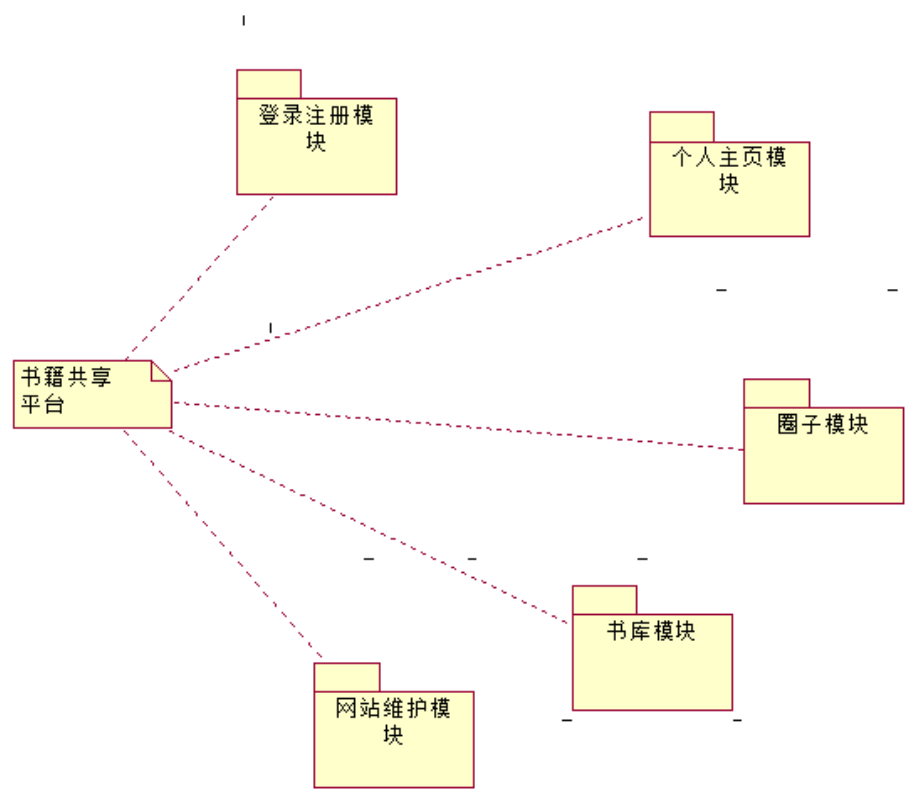 登录注册模
块
个人主页模
块
书籍共享
平台
圈子模块
书库模块
网站维护模
块